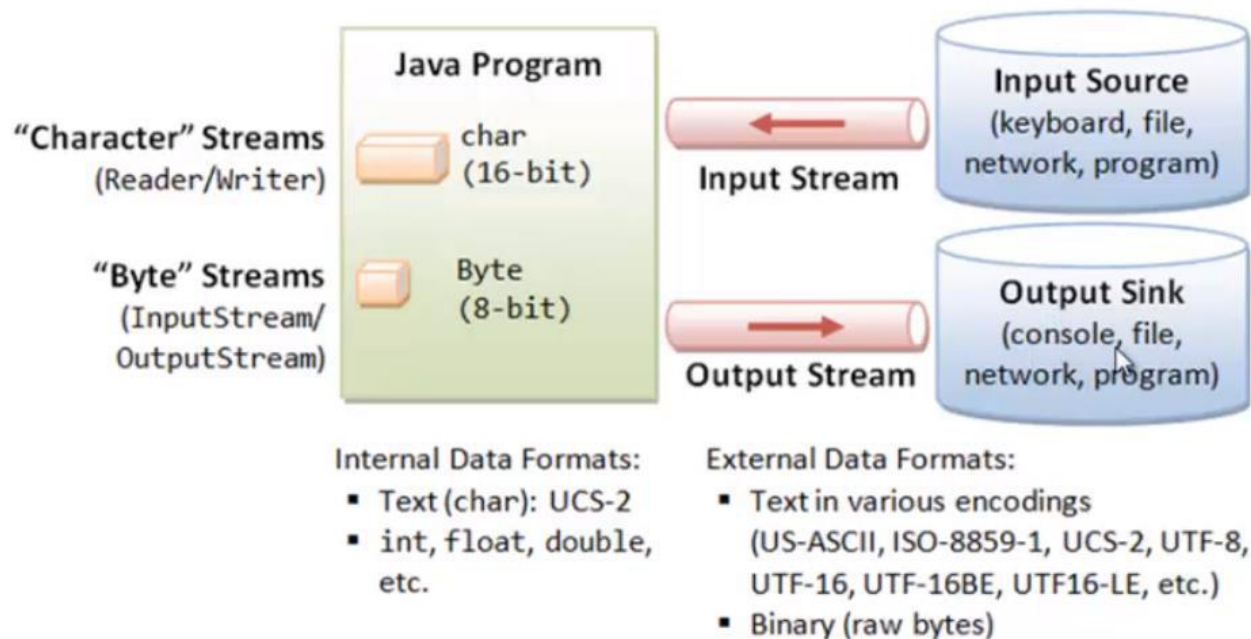 Java Program
"Character" Streams
(Reader/Writer)
char
(16-bit)
"Byte" Streams
(InputStream/
OutputStream)
Byte
(8-bit)
Input Stream
Output Stream
Input Source
(keyboard, file,
network, program)
Output Sink
(console, file,
network, program)
Internal Data Formats:
▪ Text (char): UCS-2
▪ int, float, double,
etc.
External Data Formats:
▪ Text in various encodings
(US-ASCII, ISO-8859-1, UCS-2, UTF-8,
UTF-16, UTF-16BE, UTF16-LE, etc.)
▪ Binary (raw bytes)